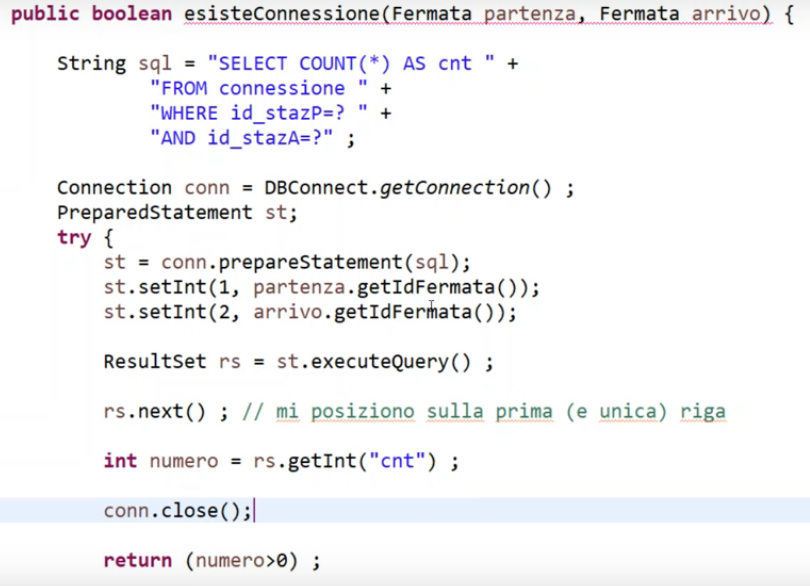 public boolean esisteConnessione(Fermata partenza, Fermata arrivo) {
String sql = "SELECT COUNT(*) AS cnt " +
"FROM connessione " +
"WHERE id_stazP=? " +
"AND id_stazA=?" ;
Connection conn = DBConnect.getConnection() ;
PreparedStatement st;
try {
st = conn.prepareStatement(sql);
st.setInt(1, partenza.getIdFermata());
st.setInt(2, arrivo.getIdFermata());
ResultSet rs = st.executeQuery() ;
rs.next() ; // mi posiziono sulla prima (e unica) riga
int numero = rs.getInt("cnt") ;
conn.close();
return (numero>0) ;